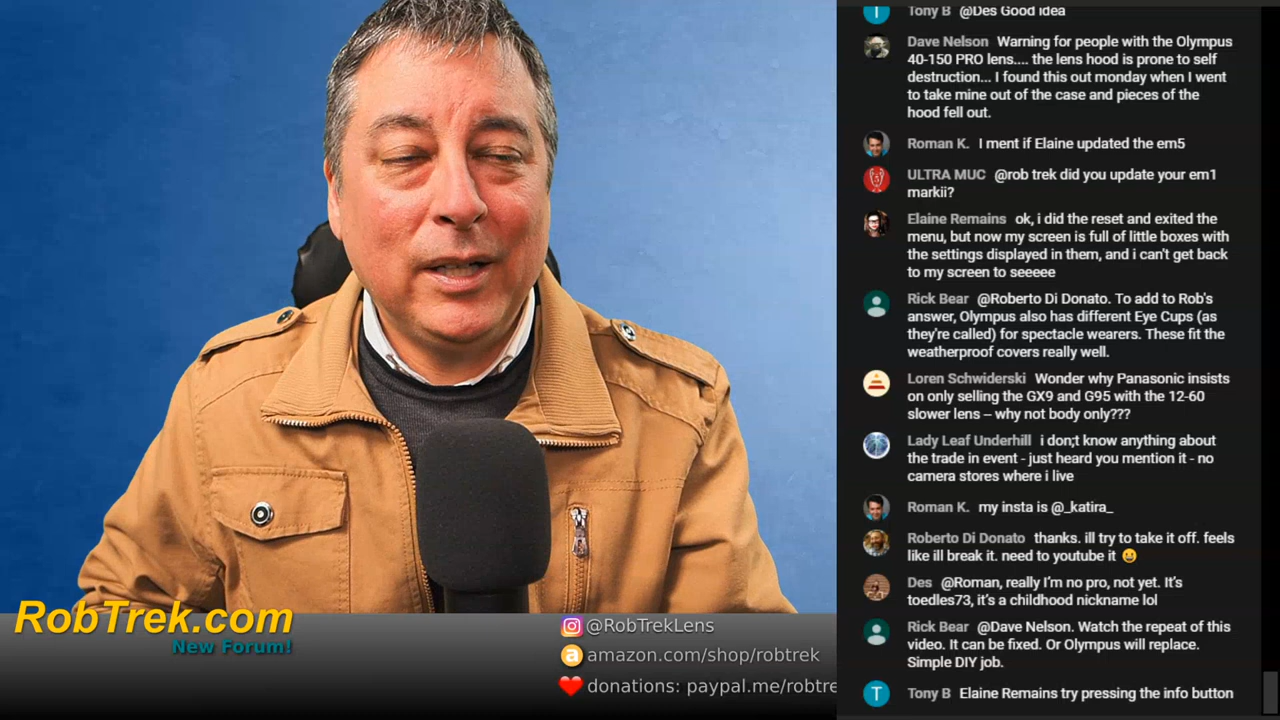 RobTrek.com
New Forum!
@RobTrekLens
amazon.com/shop/robtrek
donations: paypal.me/robtre
T Tony B @Des Good idea
Dave Nelson Warning for people with the Olympus
40-150 PRO lens.... the lens hood is prone to self
destruction... I found this out monday when I went
to take mine out of the case and pieces of the
hood fell out.
Roman K. I ment if Elaine updated the em5
ULTRA MUC @rob trek did you update your em1
markii?
Elaine Remains ok, i did the reset and exited the
menu, but now my screen is full of little boxes with
the settings displayed in them, and i can't get back
to my screen to seeeee
Rick Bear @Roberto Di Donato. To add to Rob's
answer, Olympus also has different Eye Cups (as
they're called) for spectacle wearers. These fit the
weatherproof covers really well.
Loren Schwiderski Wonder why Panasonic insists
on only selling the GX9 and G95 with the 12-60
slower lens – why not body only???
Lady Leaf Underhill i don;t know anything about
the trade in event - just heard you mention it - no
camera stores where i live
Roman K. my insta is @_katira_
Roberto Di Donato thanks. ill try to take it off. feels
like ill break it. need to youtube it 😀
Des @Roman, really I'm no pro, not yet. It's
toedles73, it's a childhood nickname lol
Rick Bear @Dave Nelson. Watch the repeat of this
video. It can be fixed. Or Olympus will replace.
Simple DIY job.
T Tony B Elaine Remains try pressing the info button